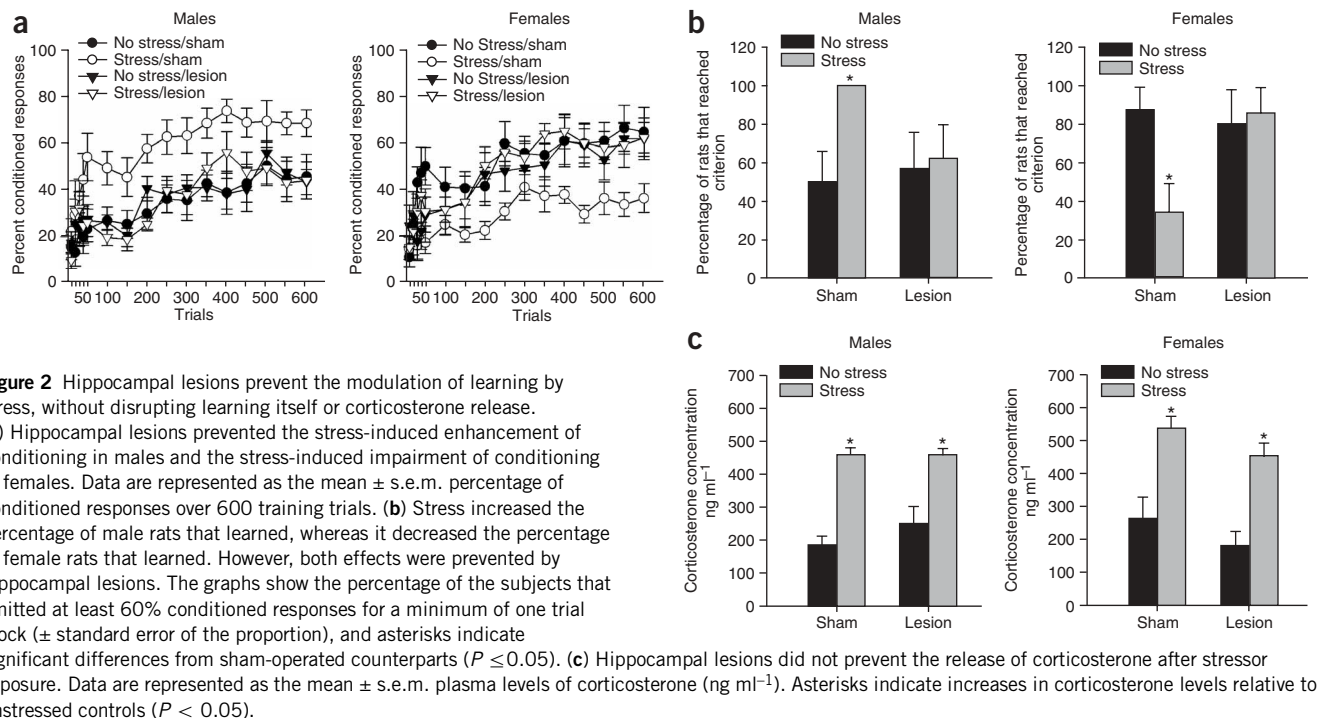 a
Males
No stress/sham
Stress/sham
No stress/lesion
Stress/lesion
Percent conditioned responses
100
80
60
40
20
0
50 100 200 300 400 500 600
Trials
Females
No Stress/sham
Stress/sham
No Stress/lesion
Stress/lesion
Percent conditioned responses
100
80
60
40
20
0
50 100 200 300 400 500 600
Trials
b
Males
No stress
Stress
Percentage of rats that reached
criterion
120
100
80
60
40
20
0
*
Sham Lesion
Females
No stress
Stress
Percentage of rats that reached
criterion
120
100
80
60
40
20
0
*
Sham Lesion
c
Males
No stress
Stress
Corticosterone concentration
ng ml–1
700
600
500
400
300
200
100
0
* *
Sham Lesion
Females
No stress
Stress
Corticosterone concentration
ng ml–1
700
600
500
400
300
200
100
0
* *
Sham Lesion
gure 2 Hippocampal lesions prevent the modulation of learning by
ress, without disrupting learning itself or corticosterone release.
) Hippocampal lesions prevented the stress-induced enhancement of
onditioning in males and the stress-induced impairment of conditioning
females. Data are represented as the mean ± s.e.m. percentage of
onditioned responses over 600 training trials. (b) Stress increased the
ercentage of male rats that learned, whereas it decreased the percentage
female rats that learned. However, both effects were prevented by
ppocampal lesions. The graphs show the percentage of the subjects that
mitted at least 60% conditioned responses for a minimum of one trial
ock (± standard error of the proportion), and asterisks indicate
gnificant differences from sham-operated counterparts (P ≤0.05). (c) Hippocampal lesions did not prevent the release of corticosterone after stressor
posure. Data are represented as the mean ± s.e.m. plasma levels of corticosterone (ng ml–1). Asterisks indicate increases in corticosterone levels relative to
nstressed controls (P < 0.05).